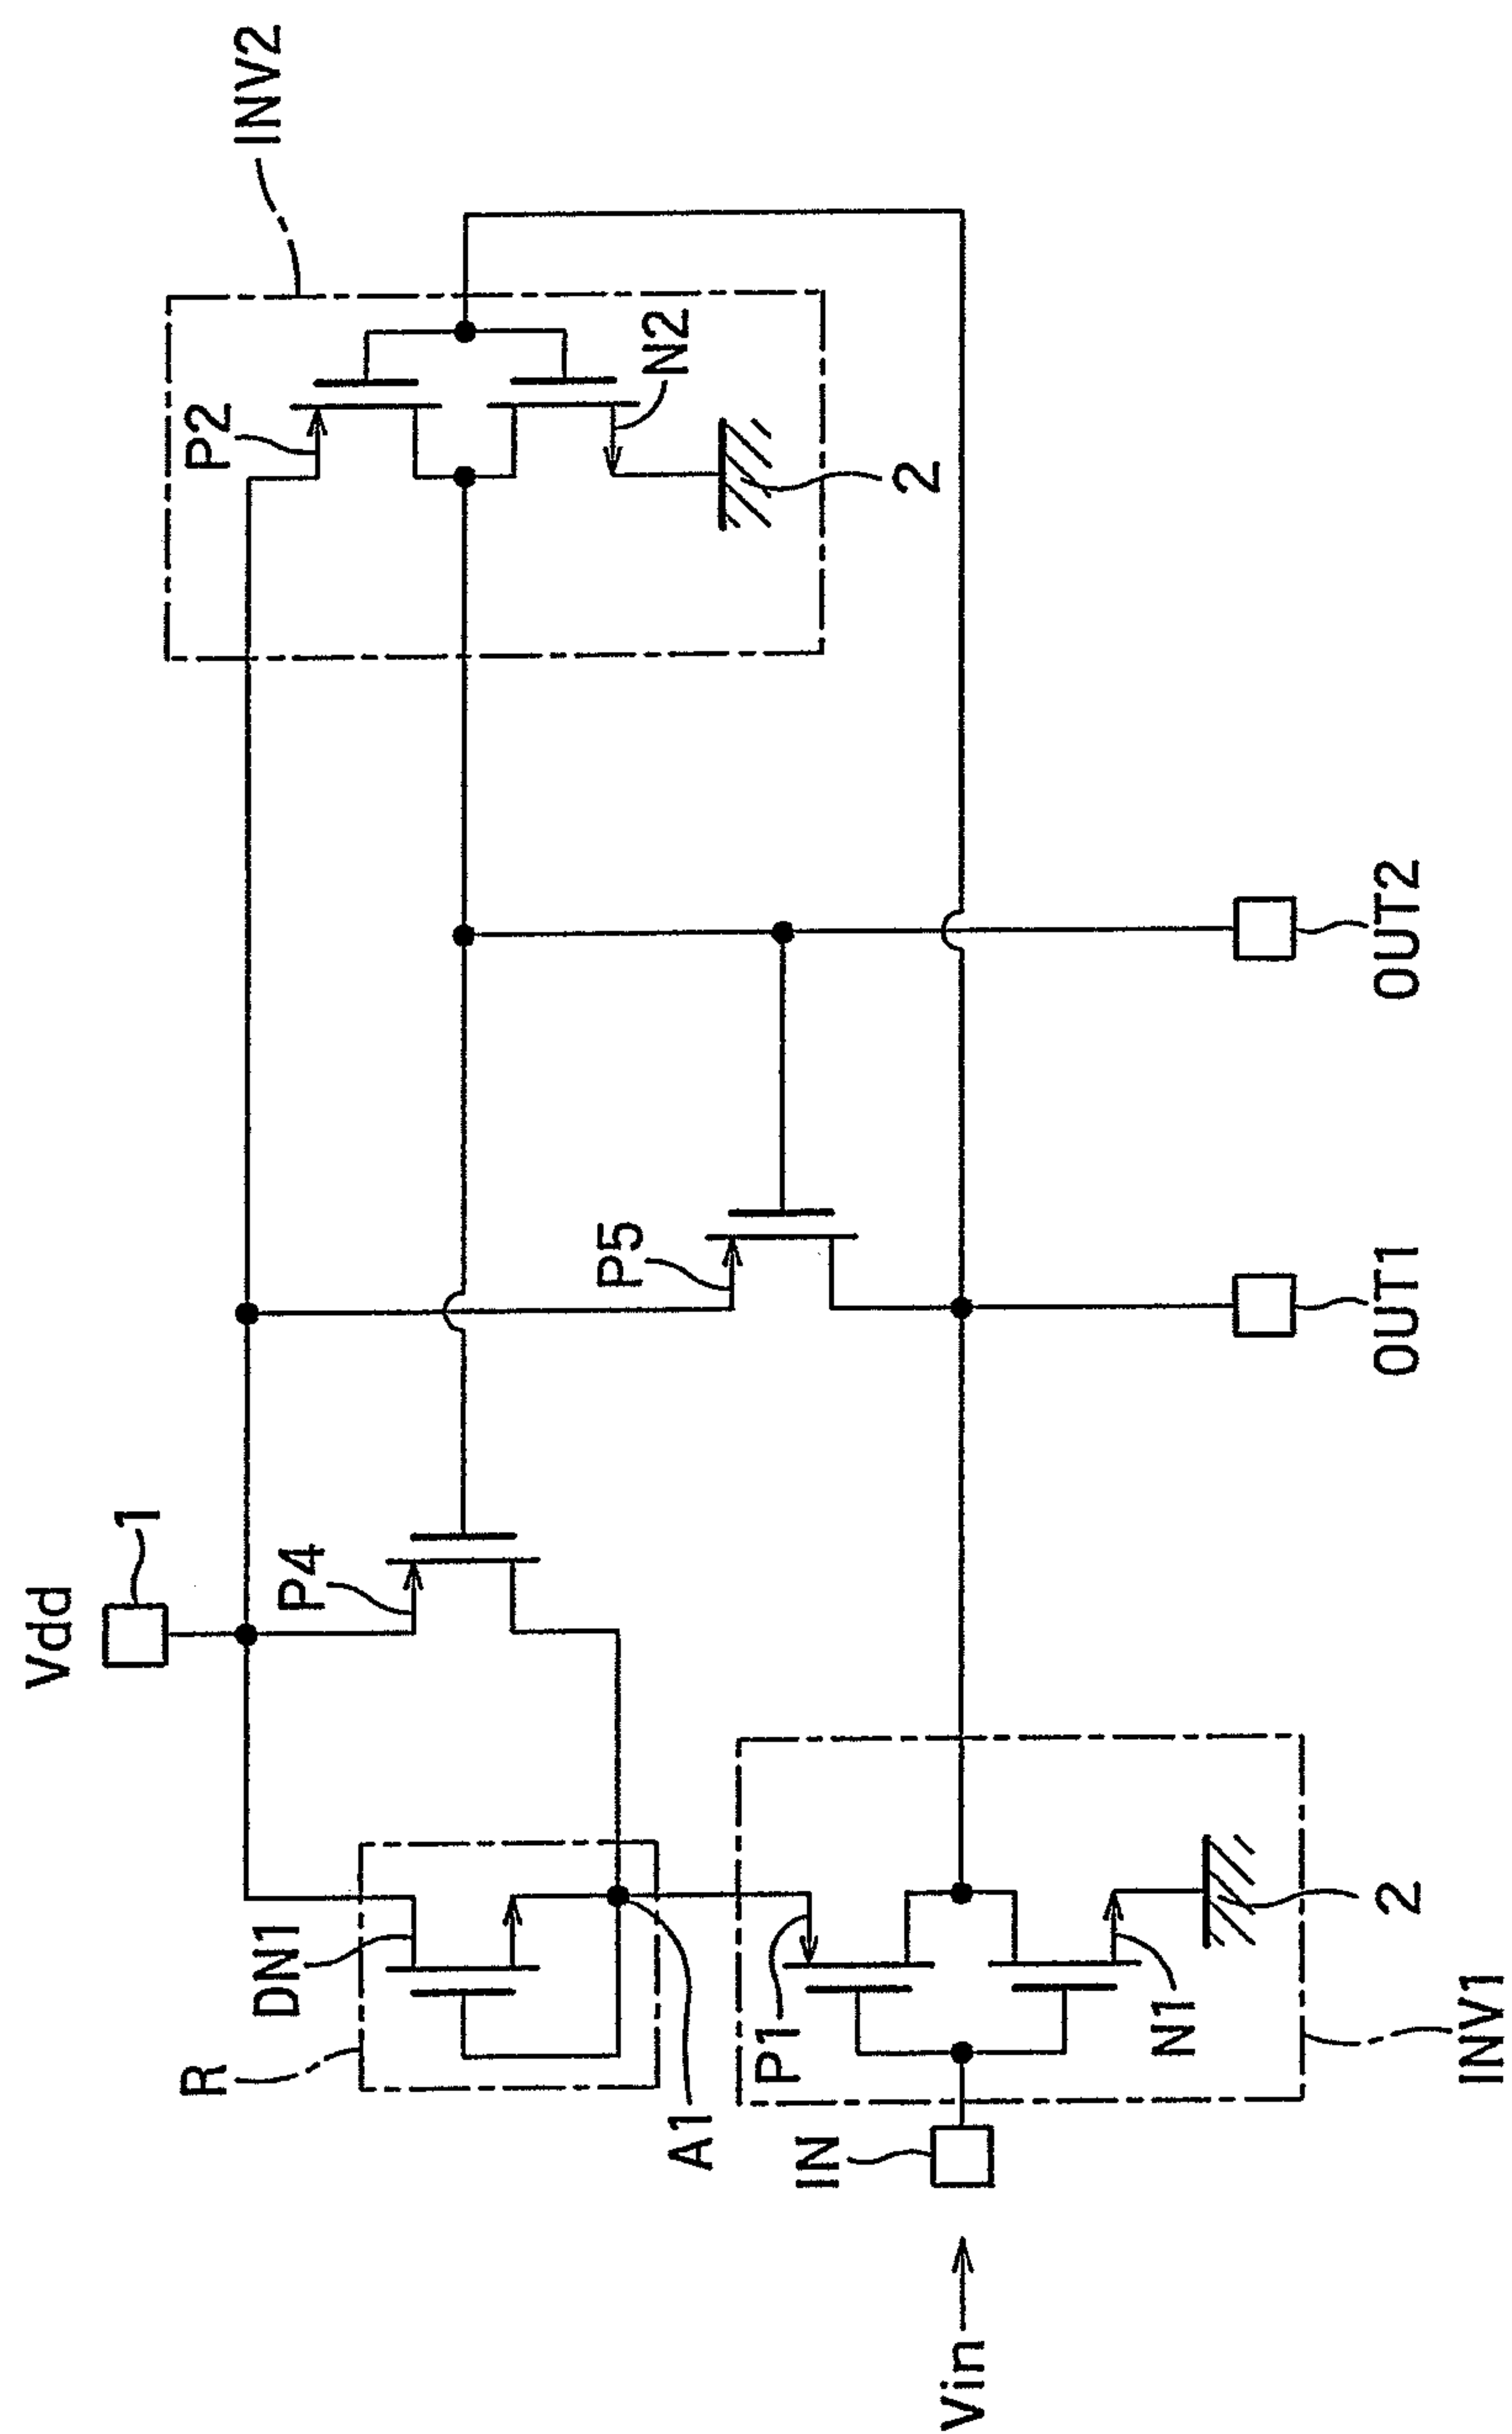 Vdd
1
INV2
P2
N2
2
P4
P5
DN1
R
A1
P1
IN
Vin
N1
2
INV1
OUT1
OUT2